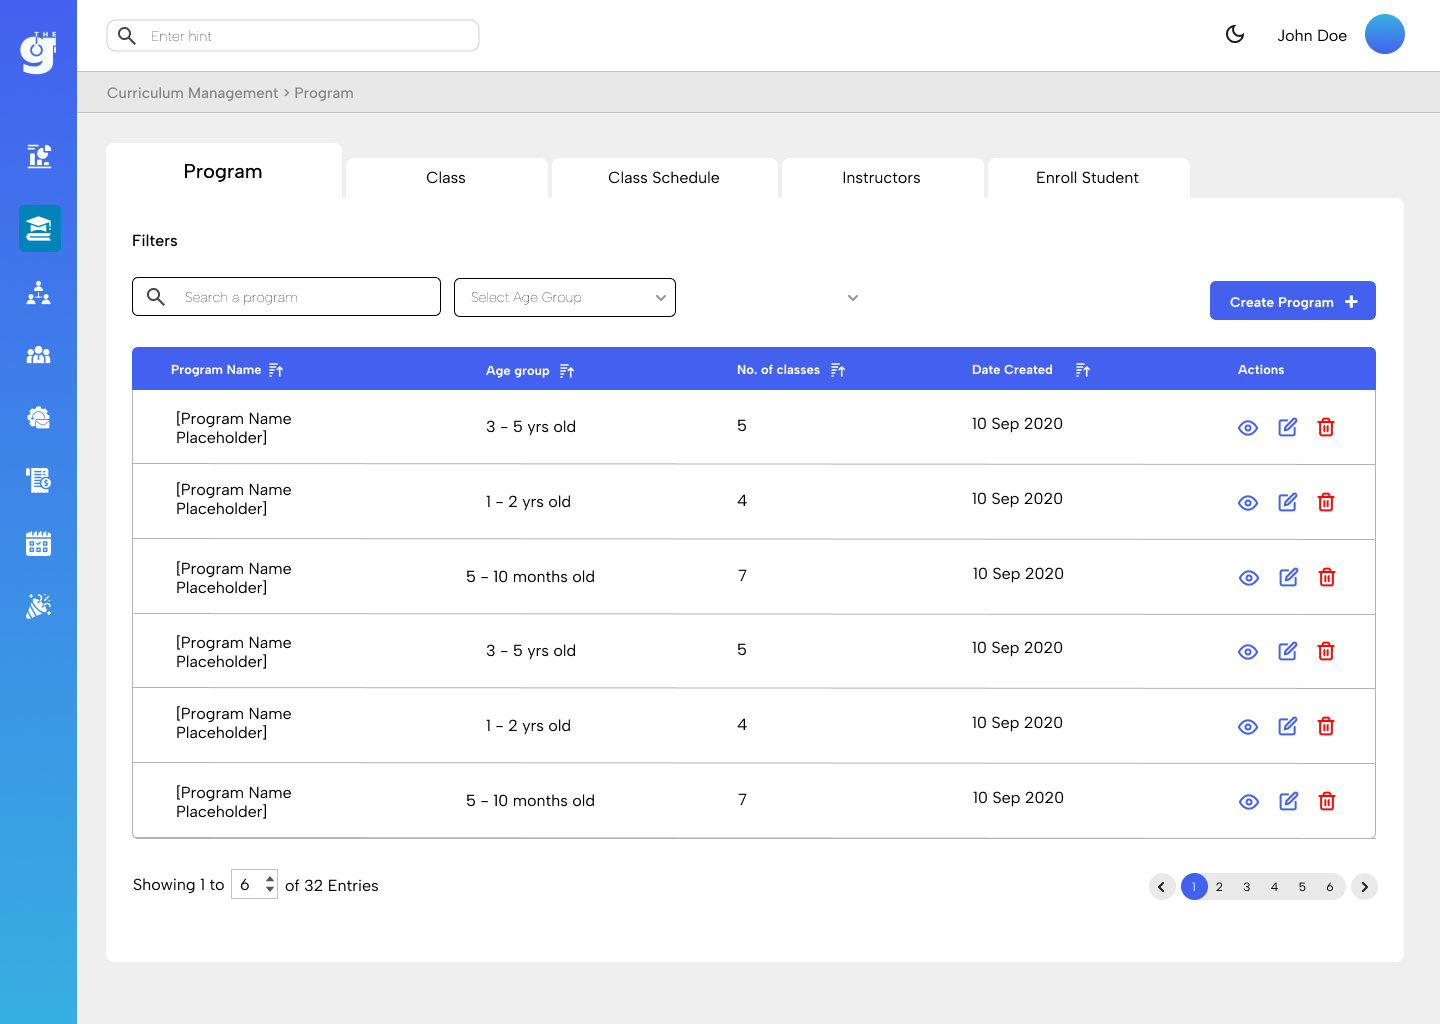 THE
g
Enter hint
John Doe
Curriculum Management > Program
Program
Class
Class Schedule
Instructors
Enroll Student
Filters
Search a program
Select Age Group
Create Program +
Program Name
Age group
No. of classes
Date Created
Actions
[Program Name
Placeholder]
3 - 5 yrs old
5
10 Sep 2020
[Program Name
Placeholder]
1 - 2 yrs old
4
10 Sep 2020
[Program Name
Placeholder]
5 - 10 months old
7
10 Sep 2020
[Program Name
Placeholder]
3 - 5 yrs old
5
10 Sep 2020
[Program Name
Placeholder]
1 - 2 yrs old
4
10 Sep 2020
[Program Name
Placeholder]
5 - 10 months old
7
10 Sep 2020
Showing 1 to 6 of 32 Entries
1 2 3 4 5 6